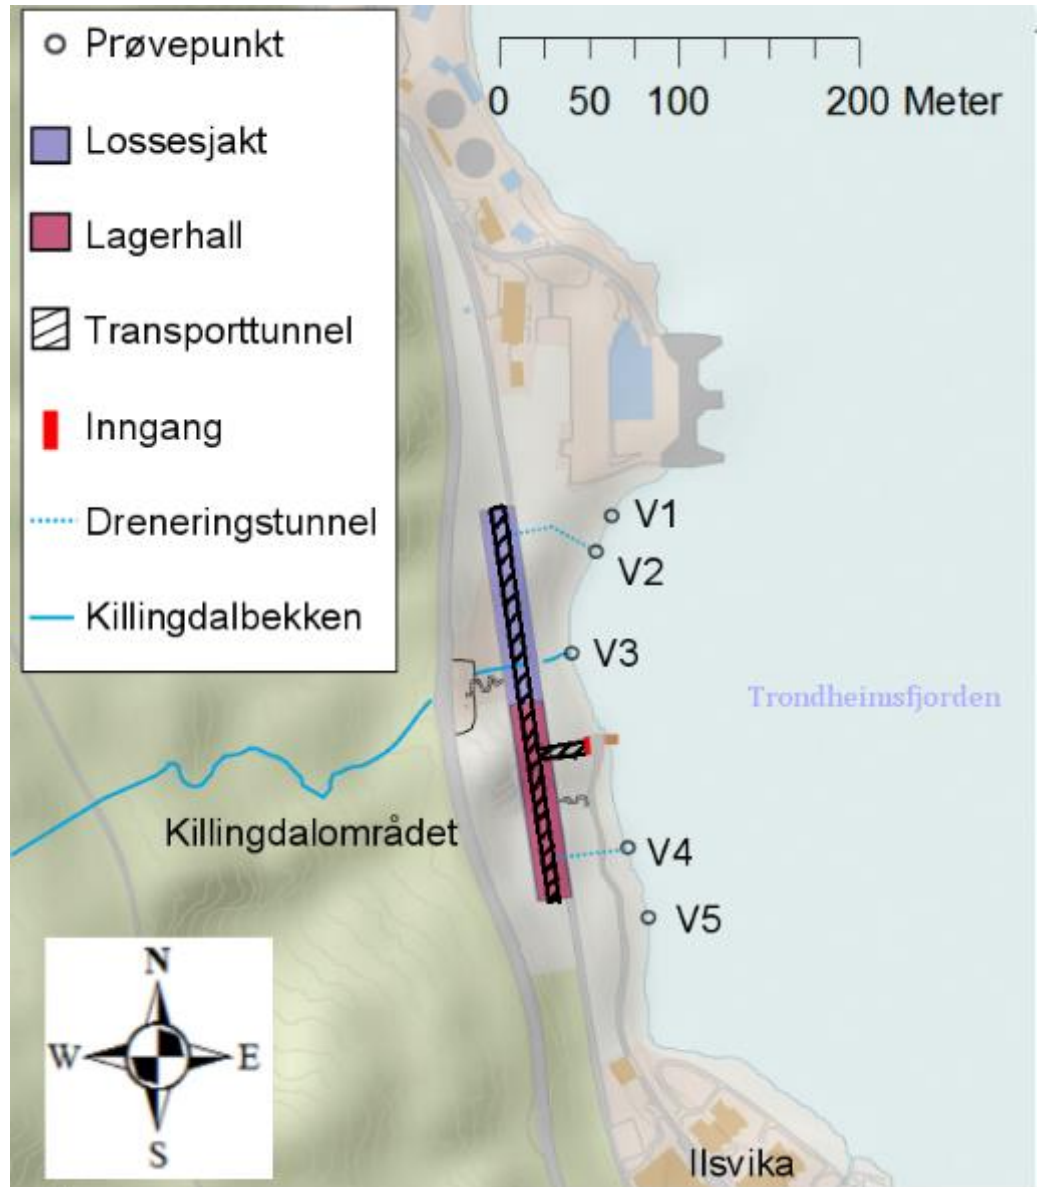 Prøvepunkt
Lossesjakt
Lagerhall
Transporttunnel
Inngang
Dreneringstunnel
Killingdalbekken
0 50 100 200 Meter
V1
V2
V3
Trondheimsfjorden
Killingdalområdet
V4
V5
N
W E
S
Ilsvika